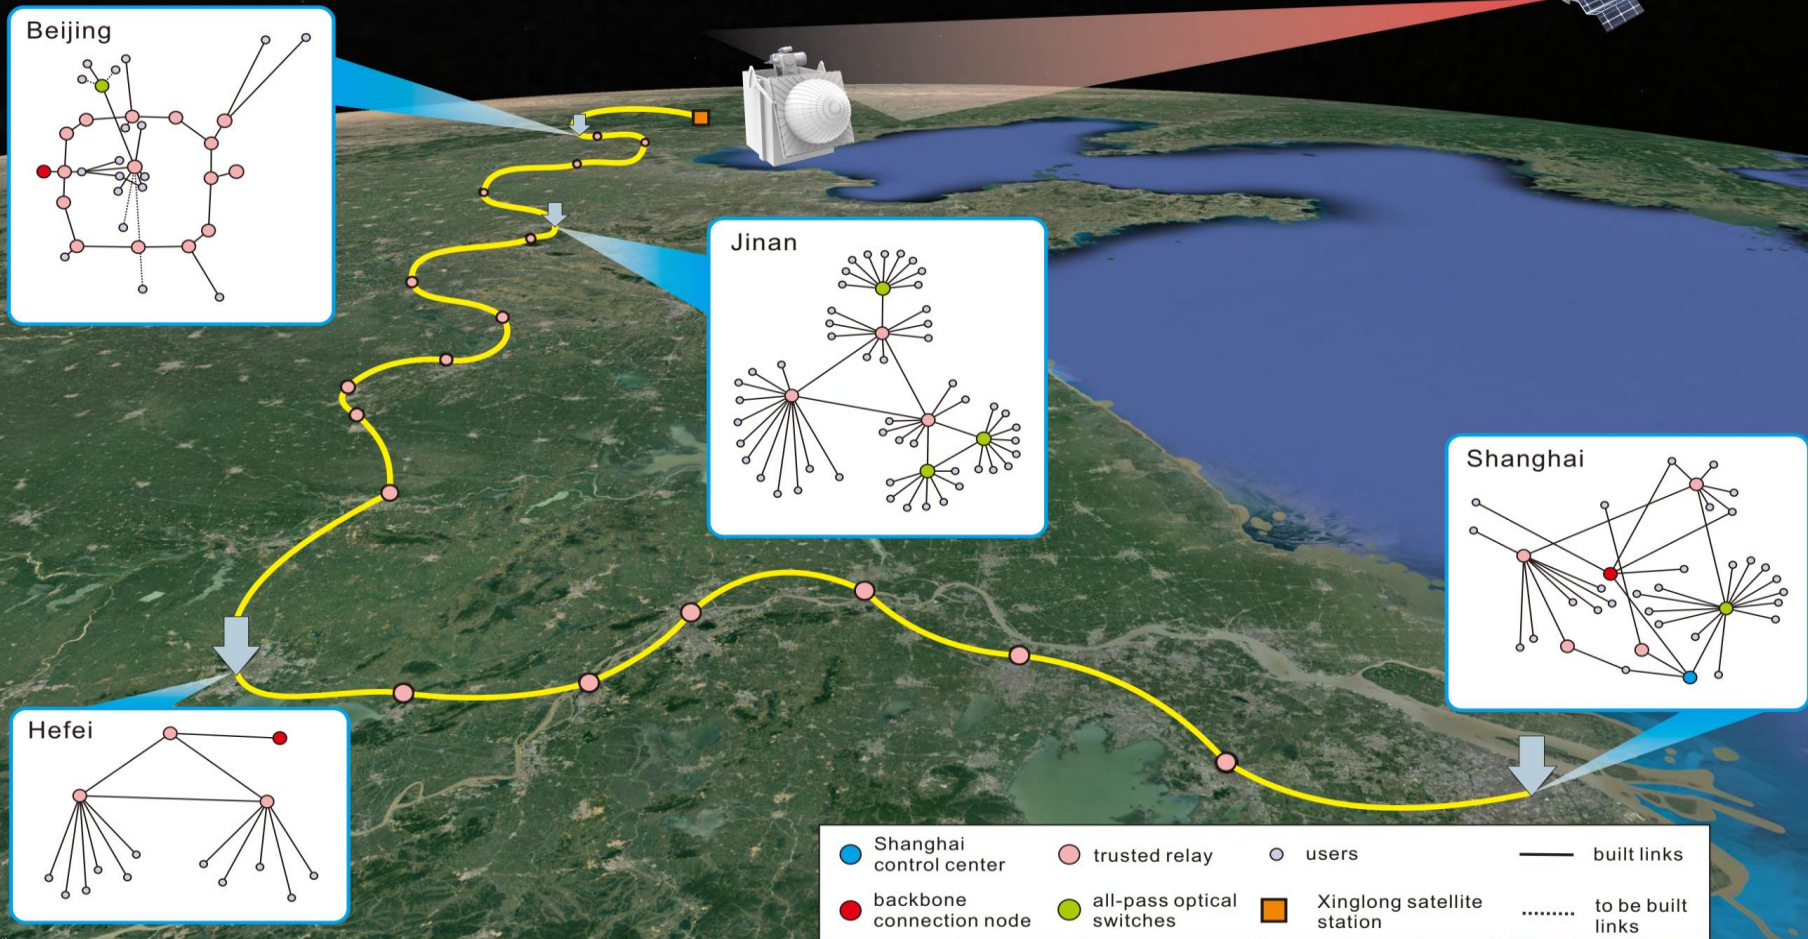 Beijing
Jinan
Shanghai
Hefei
Shanghai
control center
trusted relay
users
built links
backbone
connection node
all-pass optical
switches
Xinglong satellite
station
to be built
links